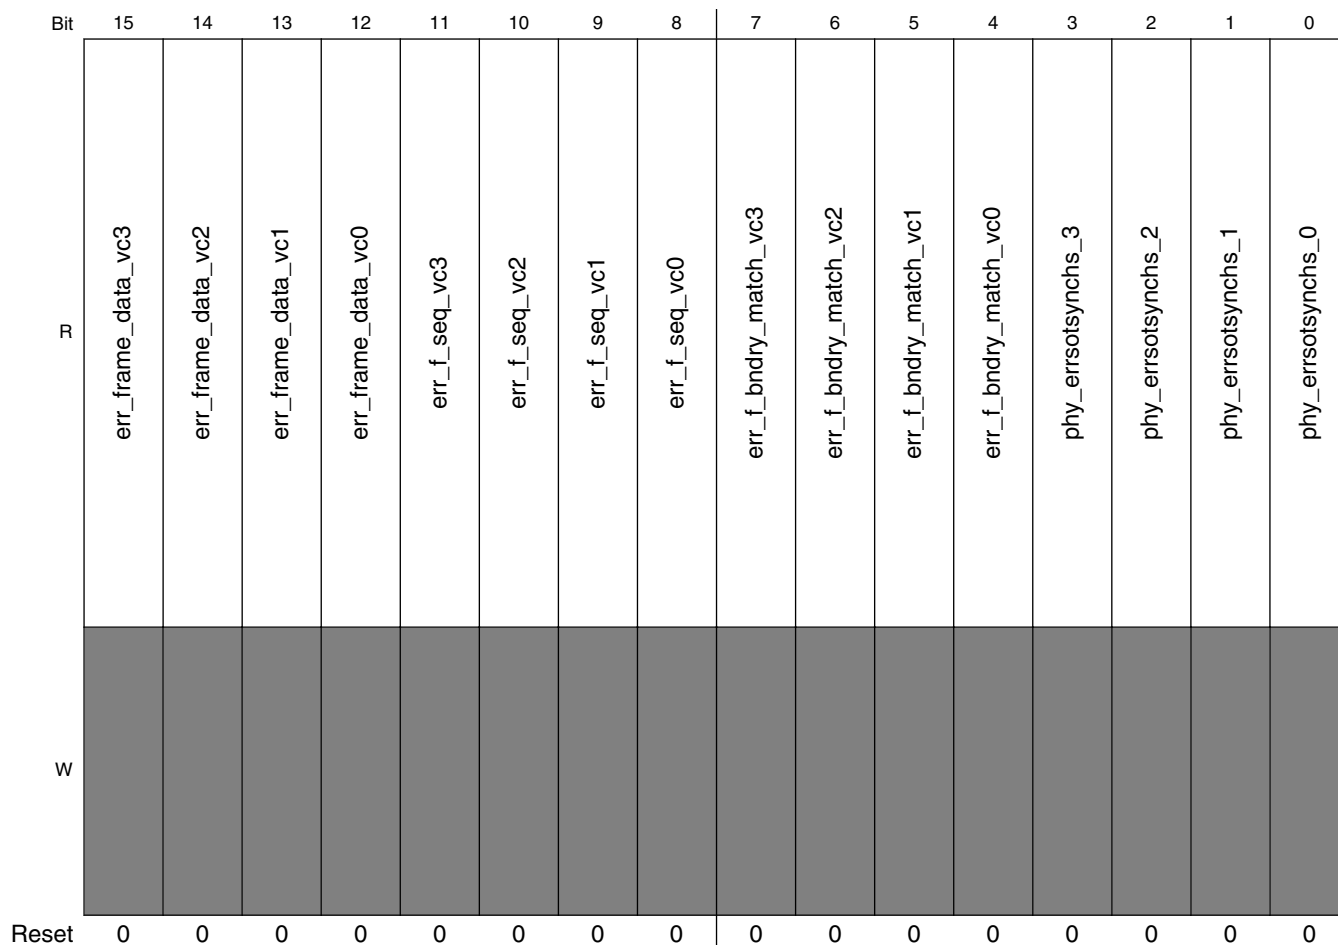 Bit 15 14 13 12 11 10 9 8 7 6 5 4 3 2 1 0
R
err_frame_data_vc3
err_frame_data_vc2
err_frame_data_vc1
err_frame_data_vc0
err_f_seq_vc3
err_f_seq_vc2
err_f_seq_vc1
err_f_seq_vc0
err_f_bndry_match_vc3
err_f_bndry_match_vc2
err_f_bndry_match_vc1
err_f_bndry_match_vc0
phy_errsotsynchs_3
phy_errsotsynchs_2
phy_errsotsynchs_1
phy_errsotsynchs_0
W
Reset 0 0 0 0 0 0 0 0 0 0 0 0 0 0 0 0